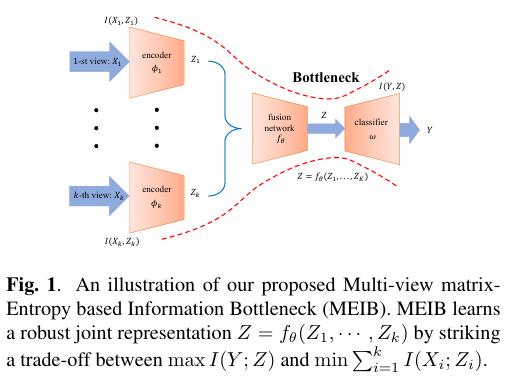 I(X₁,Z₁)
1-st view: X₁
encoder
ϕ₁
Z₁
Bottleneck
I(Y,Z)
fusion
network
f_θ
Z
classifier
ω
Y
k-th view: X_k
encoder
ϕ_k
Z_k
Z = f_θ(Z₁,…,Z_K)
I(X_k,Z_k)
Fig. 1. An illustration of our proposed Multi-view matrix-
Entropy based Information Bottleneck (MEIB). MEIB learns
a robust joint representation Z = f_θ(Z₁, ⋯ , Z_k) by striking
a trade-off between max I(Y; Z) and min ∑ᵏᵢ₌₁ I(Xᵢ; Zᵢ).